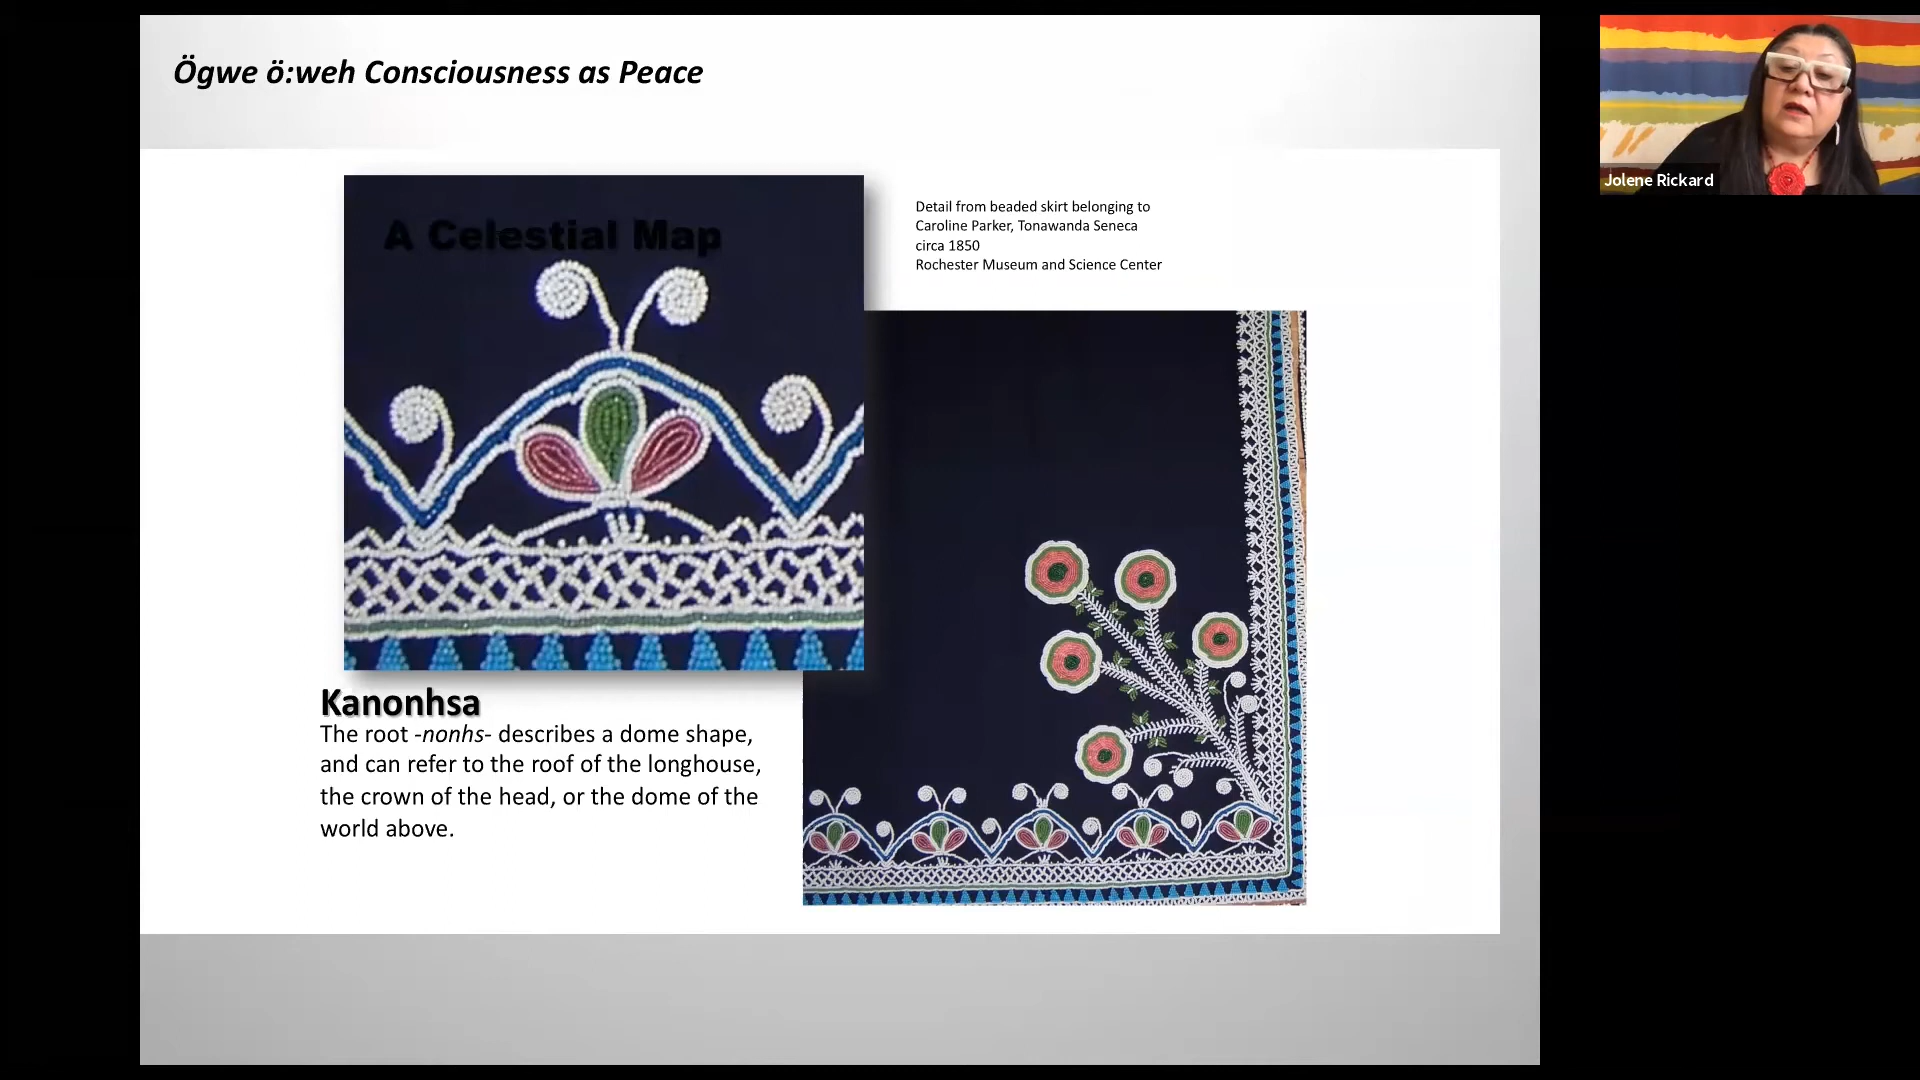 Ögwe ö:weh Consciousness as Peace
A Celestial Map
Detail from beaded skirt belonging to
Caroline Parker, Tonawanda Seneca
circa 1850
Rochester Museum and Science Center
Kanonhsa
The root -nonhs- describes a dome shape,
and can refer to the roof of the longhouse,
the crown of the head, or the dome of the
world above.
Jolene Rickard